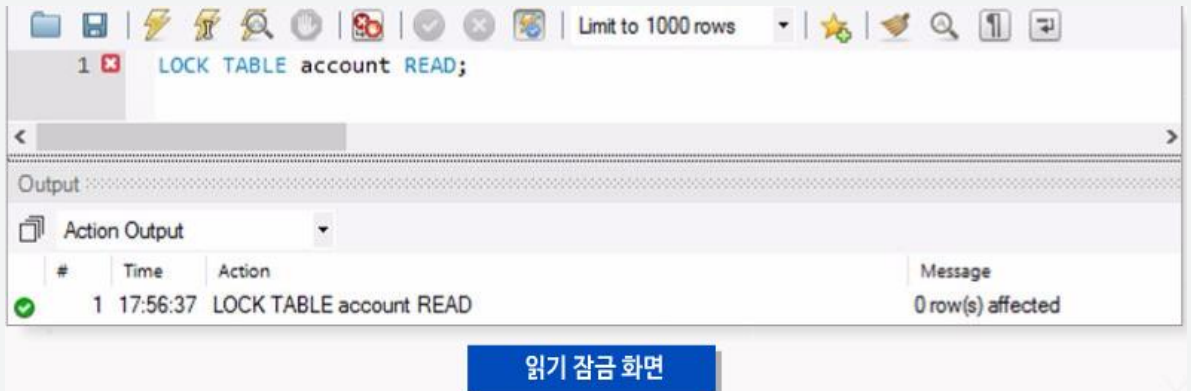 Limit to 1000 rows
1 LOCK TABLE account READ;
Output
Action Output
# Time Action Message
1 17:56:37 LOCK TABLE account READ 0 row(s) affected
읽기 잠금 화면